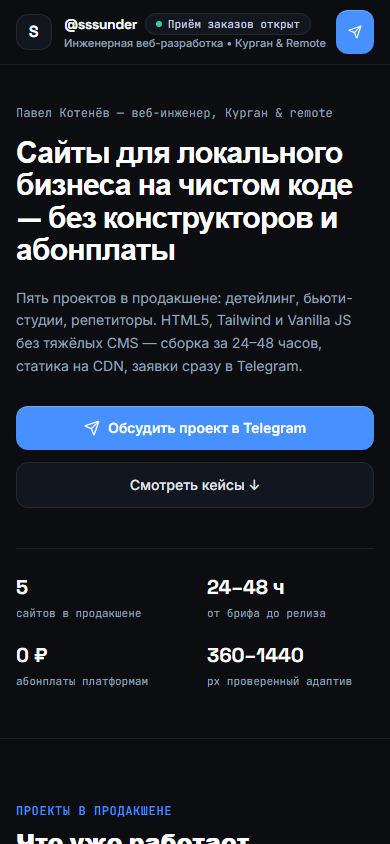 S
@sssunder
Приём заказов открыт
Инженерная веб-разработка • Курган & Remote
Павел Котенёв — веб-инженер, Курган & remote
Сайты для локального
бизнеса на чистом коде
— без конструкторов и
абонплаты
Пять проектов в продакшене: детейлинг, бьюти-
студии, репетиторы. HTML5, Tailwind и Vanilla JS
без тяжёлых CMS — сборка за 24–48 часов,
статика на CDN, заявки сразу в Telegram.
Обсудить проект в Telegram
Смотреть кейсы ↓
5
сайтов в продакшене
24–48 ч
от брифа до релиза
0 ₽
абонплаты платформам
360–1440
px проверенный адаптив
ПРОЕКТЫ В ПРОДАКШЕНЕ
Что уже работает